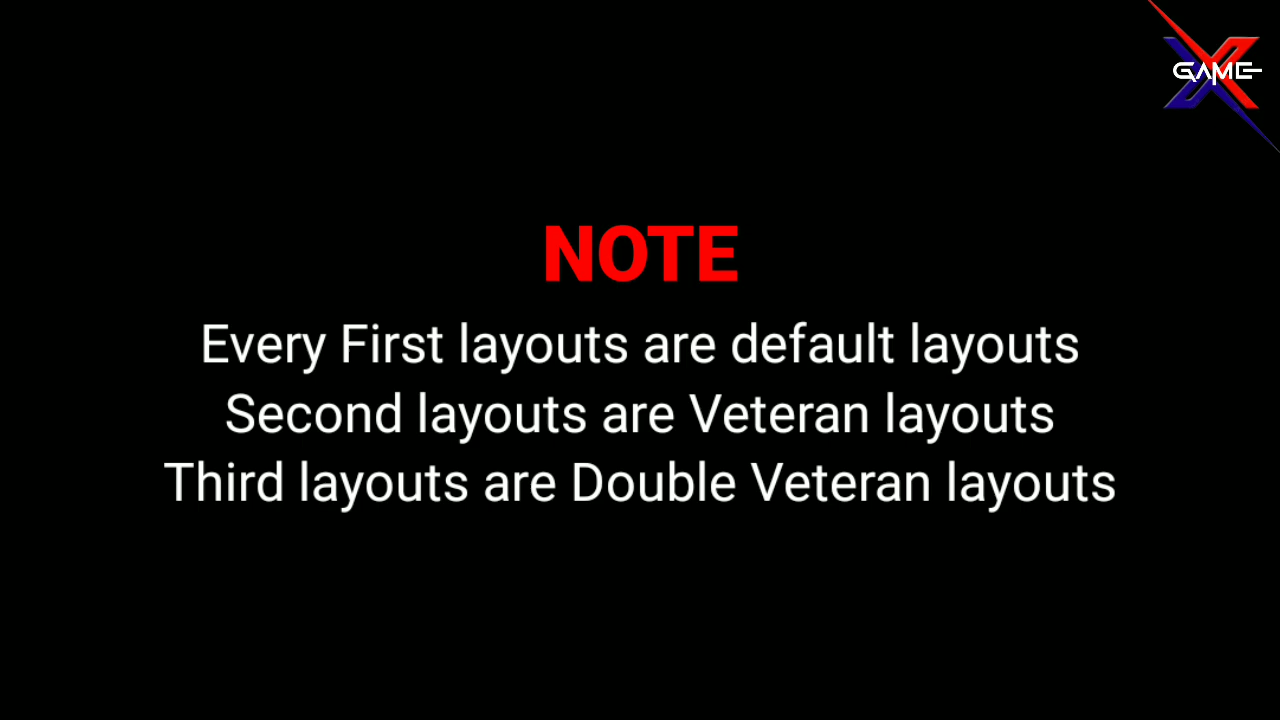 GAME
NOTE
Every First layouts are default layouts
Second layouts are Veteran layouts
Third layouts are Double Veteran layouts